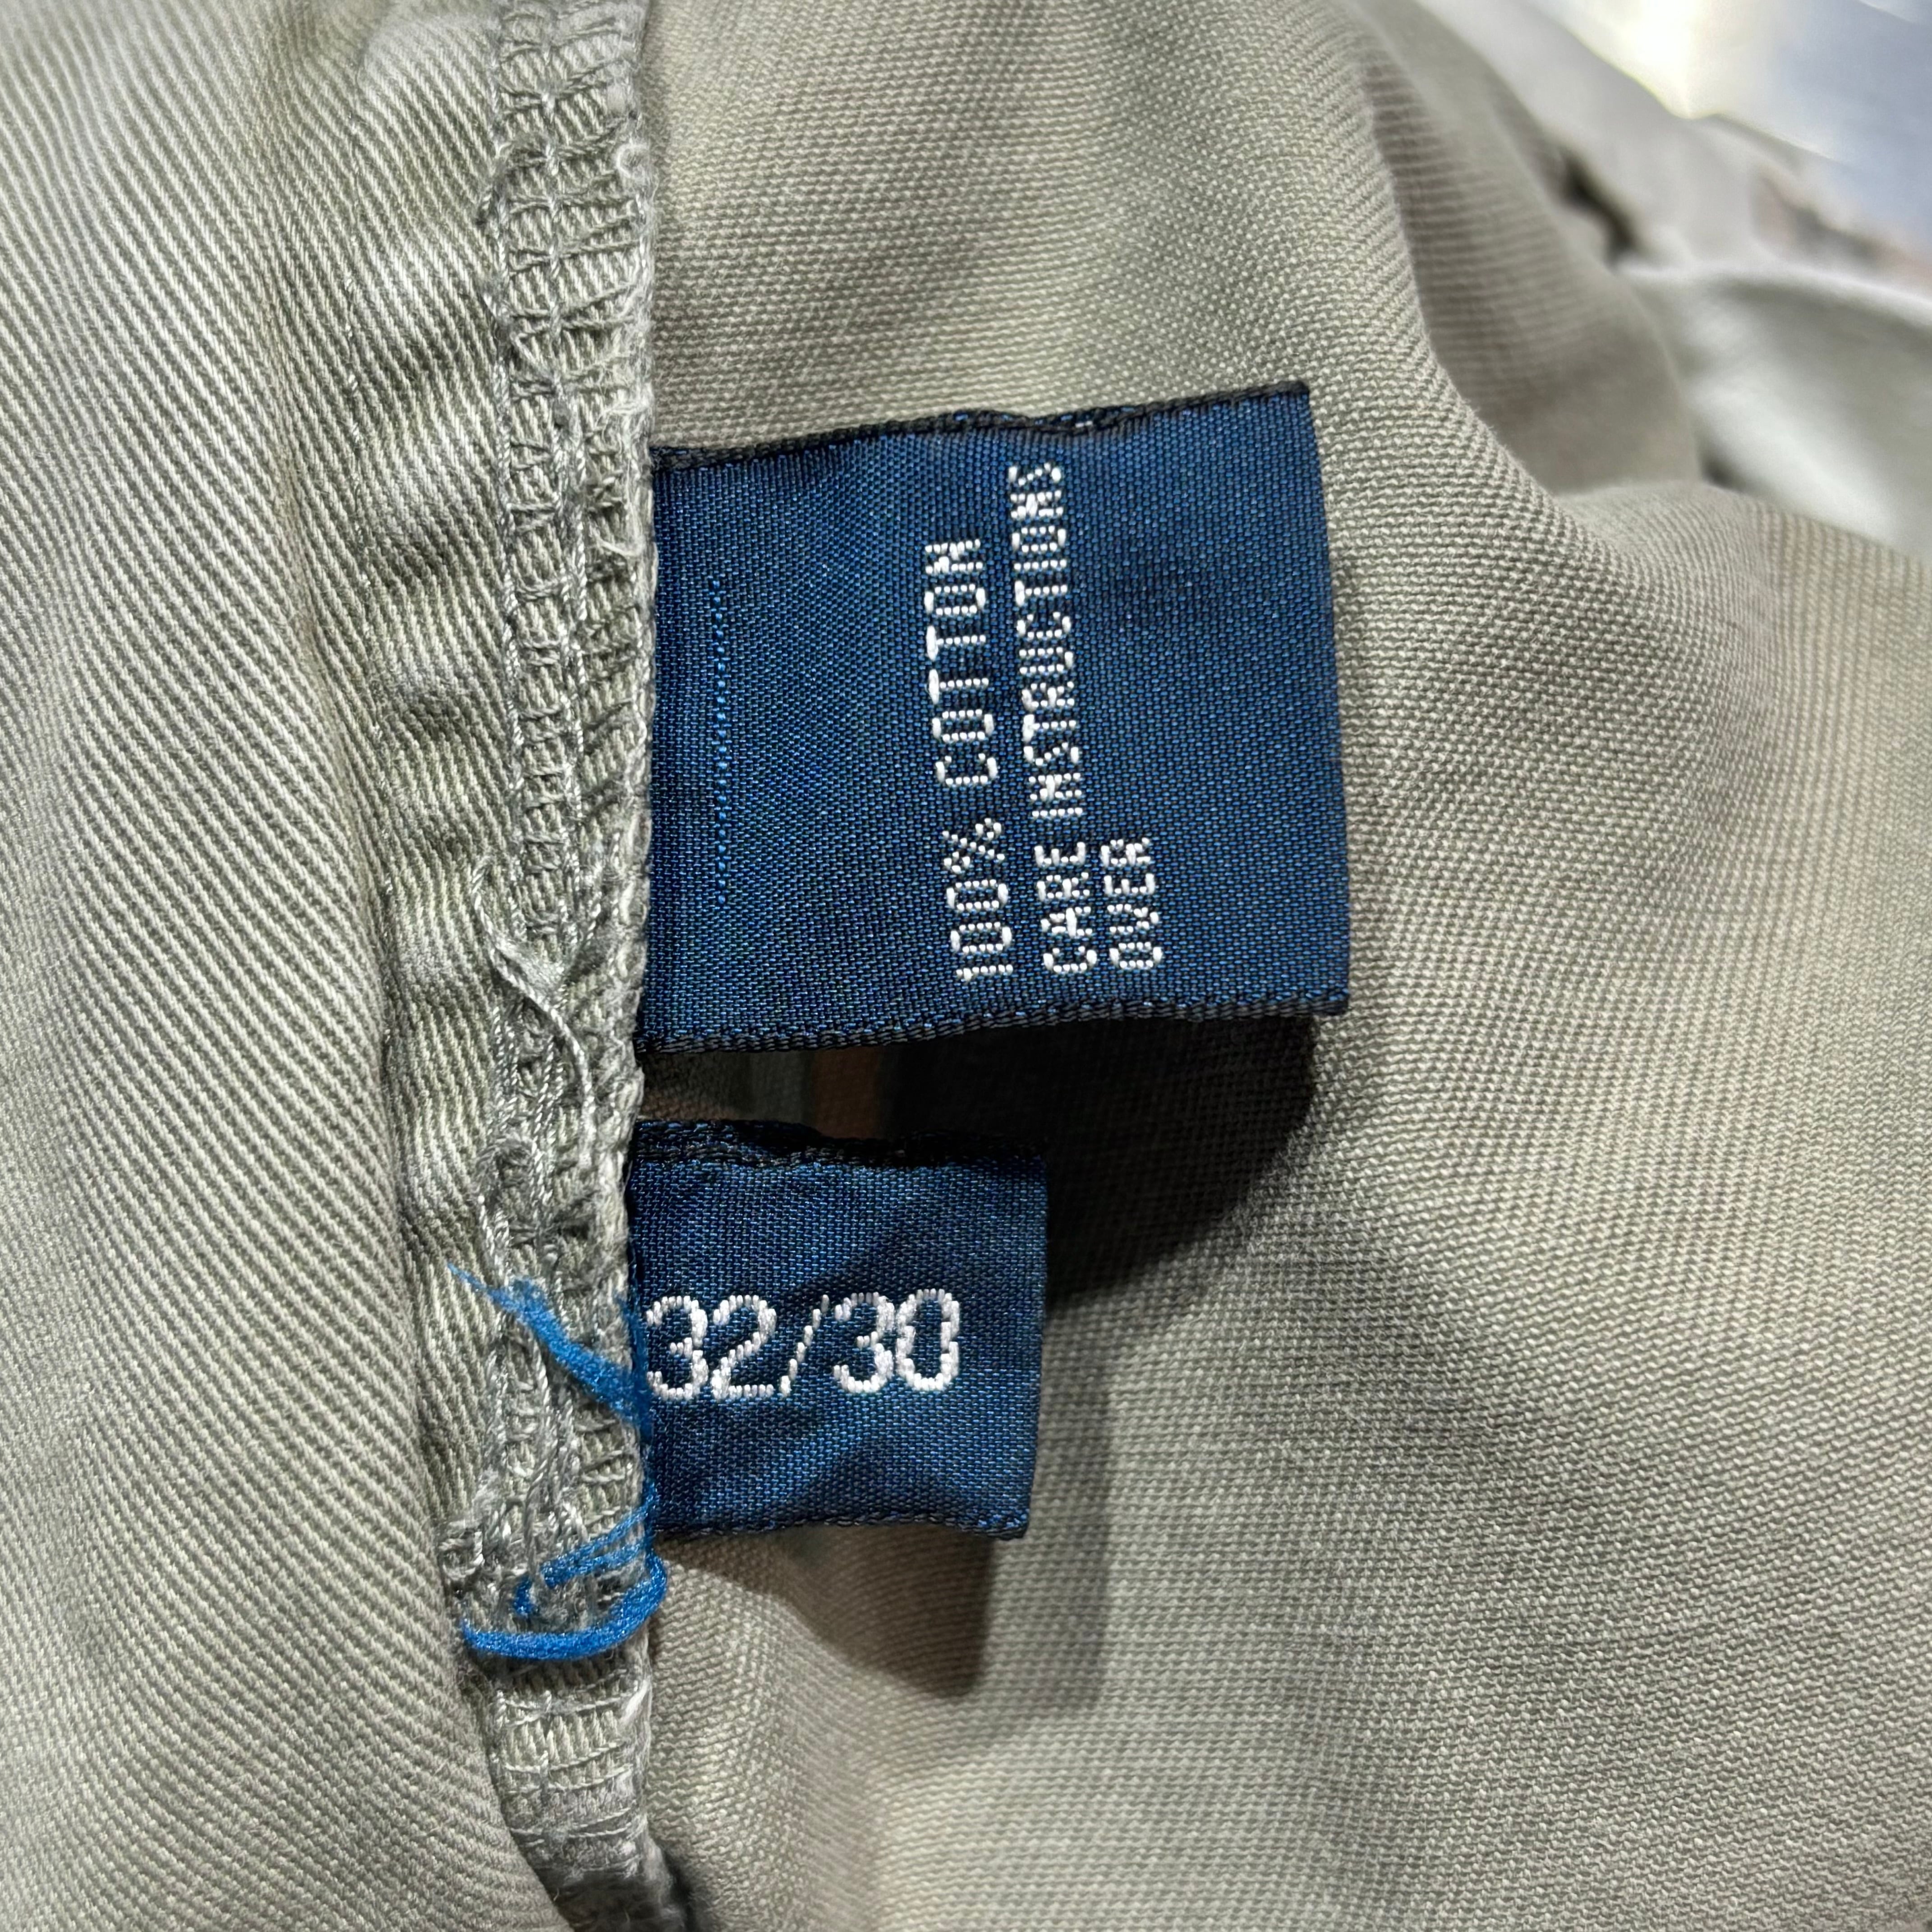 100% COTTON
CARE INSTRUCTIONS
OVER
32/30